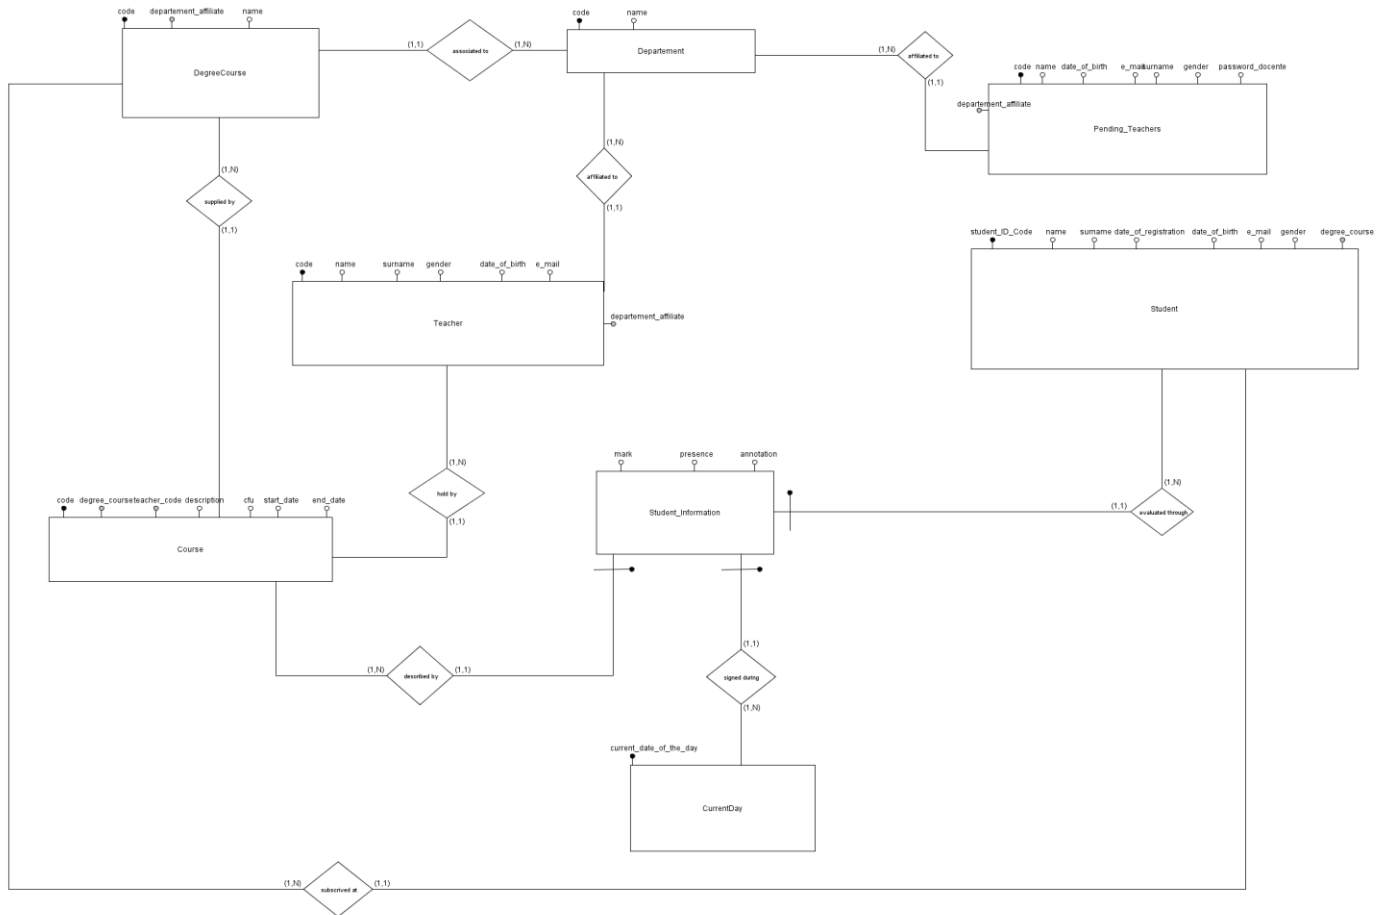 code departement_affiliate name
DegreeCourse
(1,1) associated to (1,N)
code name
Departement
(1,N) affiliated to
(1,1)
code name date_of_birth e_mail surname gender password_docente
departement_affiliate
Pending_Teachers
(1,N)
supplied by
(1,1)
(1,N)
affiliated to
(1,1)
student_ID_Code name surname date_of_registration date_of_birth e_mail gender degree_course
Student
code name surname gender date_of_birth e_mail
Teacher
departement_affiliate
(1,N)
hold by
(1,1)
mark presence annotation
Student_Information
(1,N)
(1,1) evaluated through
code degree_course teacher_code description cfu start_date end_date
Course
(1,N) described by (1,1)
(1,1)
signed during
(1,N)
current_date_of_the_day
CurrentDay
(1,N) subscrived at (1,1)